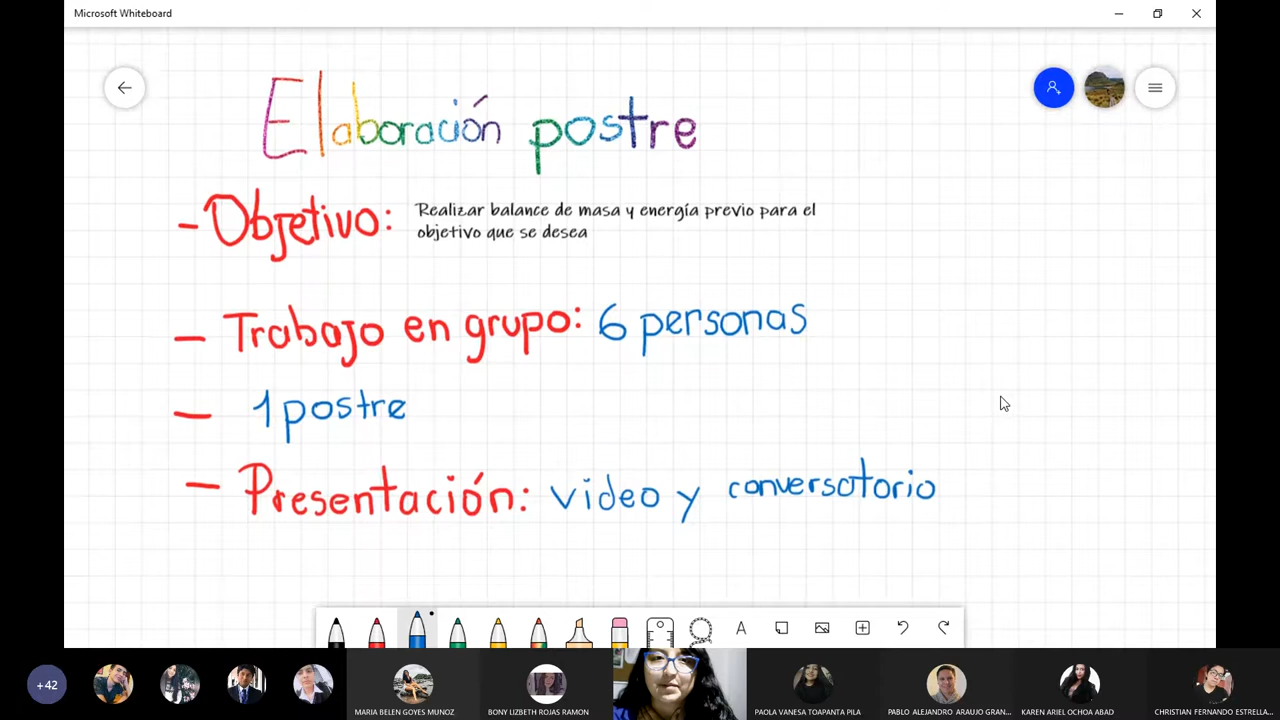 Microsoft Whiteboard
Elaboración postre
- Objetivo: Realizar balance de masa y energía previo para el
objetivo que se desea
- Trabajo en grupo: 6 personas
- 1 postre
- Presentación: video y conversatorio
A
+42
MARIA BELEN GOYES MUNOZ
BONY LIZBETH ROJAS RAMON
PAOLA VANESA TOAPANTA PILA
PABLO ALEJANDRO ARAUJO GRAN...
KAREN ARIEL OCHOA ABAD
CHRISTIAN FERNANDO ESTRELLA...